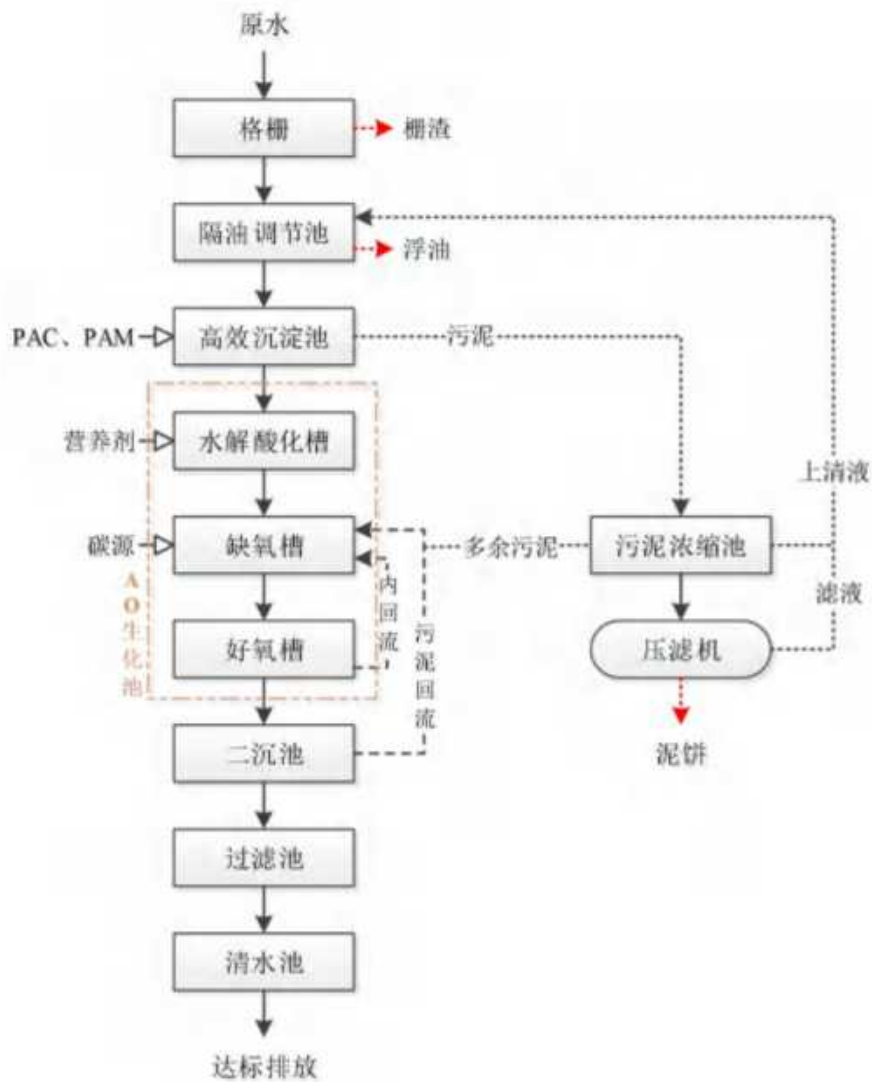 原水
格栅
栅渣
隔油调节池
浮油
PAC、PAM
高效沉淀池
污泥
营养剂
水解酸化槽
上清液
碳源
缺氧槽
多余污泥
污泥浓缩池
AO生化池
内回流
污泥回流
滤液
好氧槽
压滤机
二沉池
泥饼
过滤池
清水池
达标排放